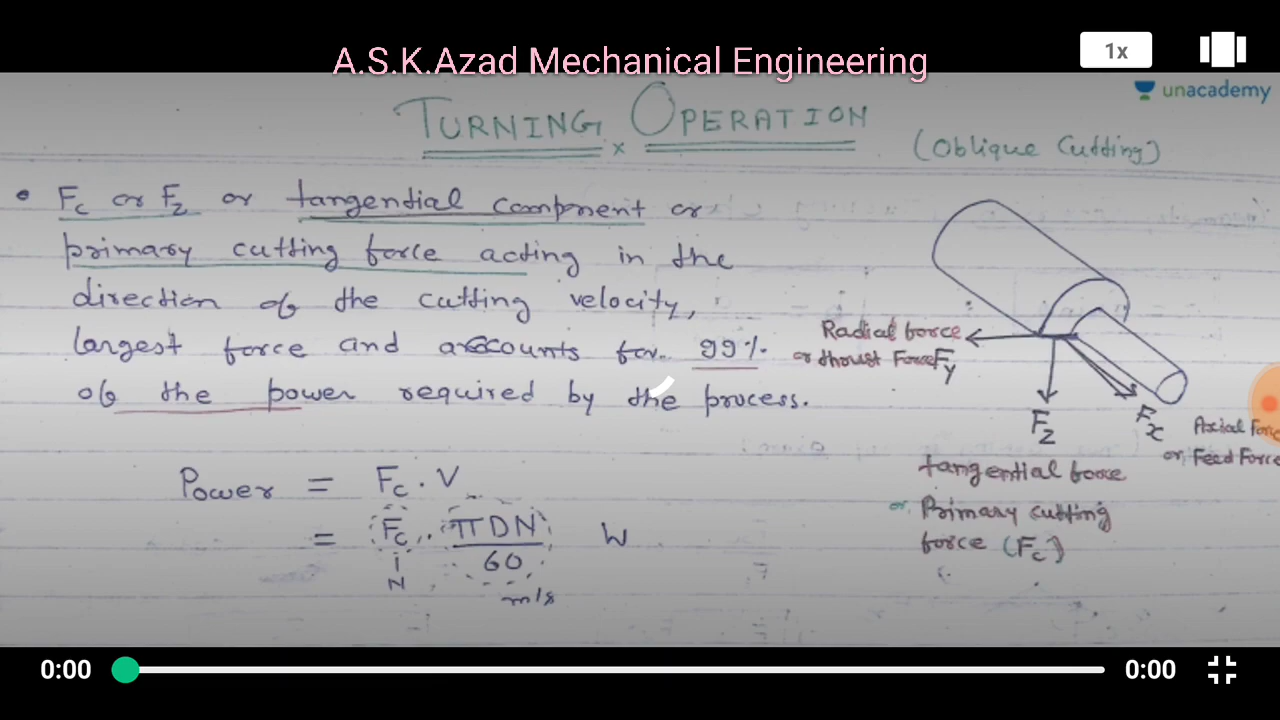 1x
A.S.K.Azad Mechanical Engineering
unacademy
TURNING OPERATION
(Oblique Cutting)
• Fc or Fz or tangential component or
primary cutting force acting in the
direction of the cutting velocity,
largest force and accounts for 99%
of the power required by the process.
Power = Fc . V
= Fc . πDN/60 W
in N
m/s
Radial force
or thrust Force Fy
Fz
Fx
Axial Force
or Feed Force
tangential force
or Primary cutting
force (Fc)
0:00
0:00